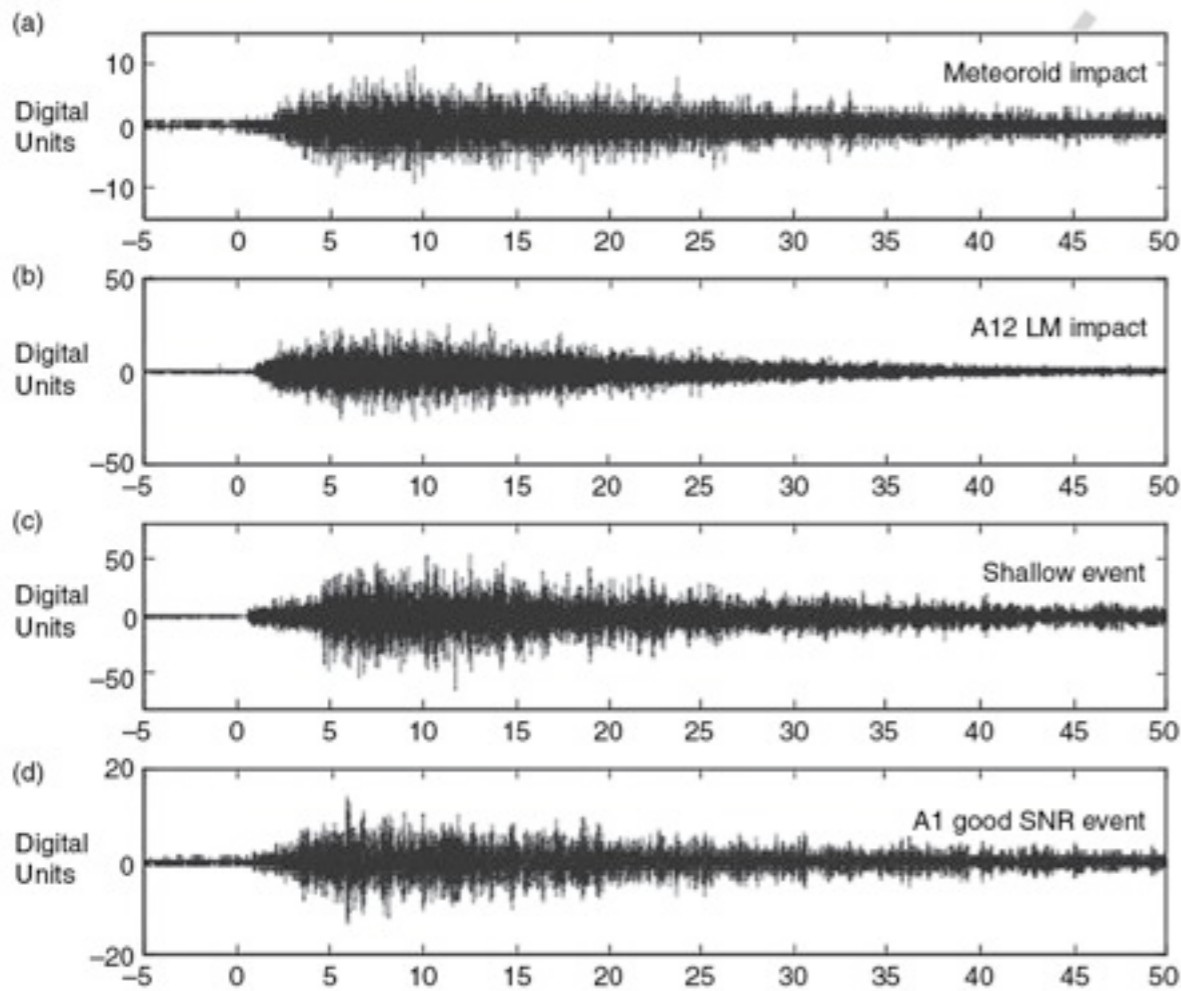 (a)
10
Meteoroid impact
Digital
Units
0
–10
–5 0 5 10 15 20 25 30 35 40 45 50
(b)
50
A12 LM impact
Digital
Units
0
–50
–5 0 5 10 15 20 25 30 35 40 45 50
(c)
50
Shallow event
Digital
Units
0
–50
–5 0 5 10 15 20 25 30 35 40 45 50
(d)
20
A1 good SNR event
Digital
Units
0
–20
–5 0 5 10 15 20 25 30 35 40 45 50